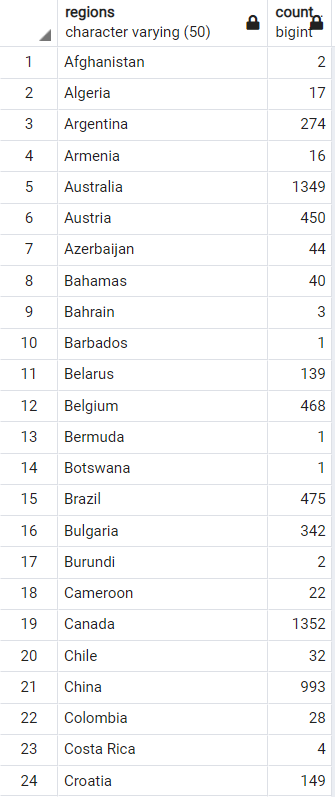 regions count
character varying (50) bigint
1 Afghanistan 2
2 Algeria 17
3 Argentina 274
4 Armenia 16
5 Australia 1349
6 Austria 450
7 Azerbaijan 44
8 Bahamas 40
9 Bahrain 3
10 Barbados 1
11 Belarus 139
12 Belgium 468
13 Bermuda 1
14 Botswana 1
15 Brazil 475
16 Bulgaria 342
17 Burundi 2
18 Cameroon 22
19 Canada 1352
20 Chile 32
21 China 993
22 Colombia 28
23 Costa Rica 4
24 Croatia 149